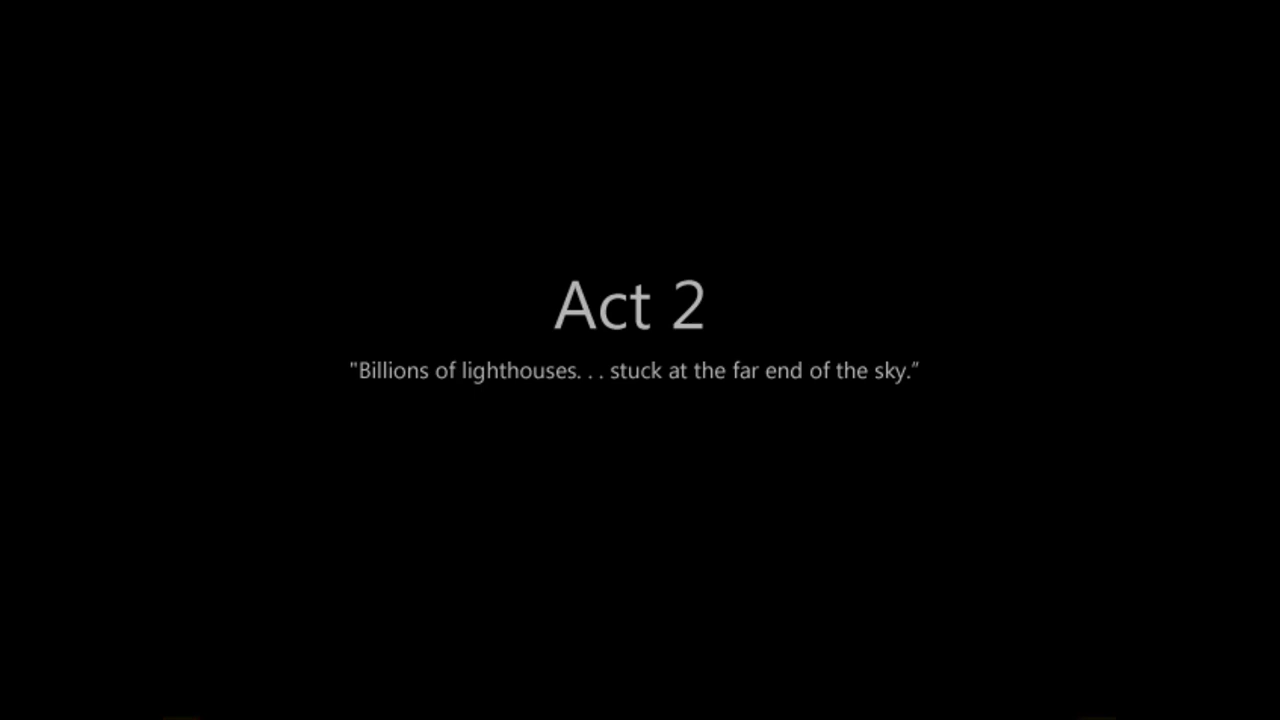 Act 2
"Billions of lighthouses. . . stuck at the far end of the sky.”